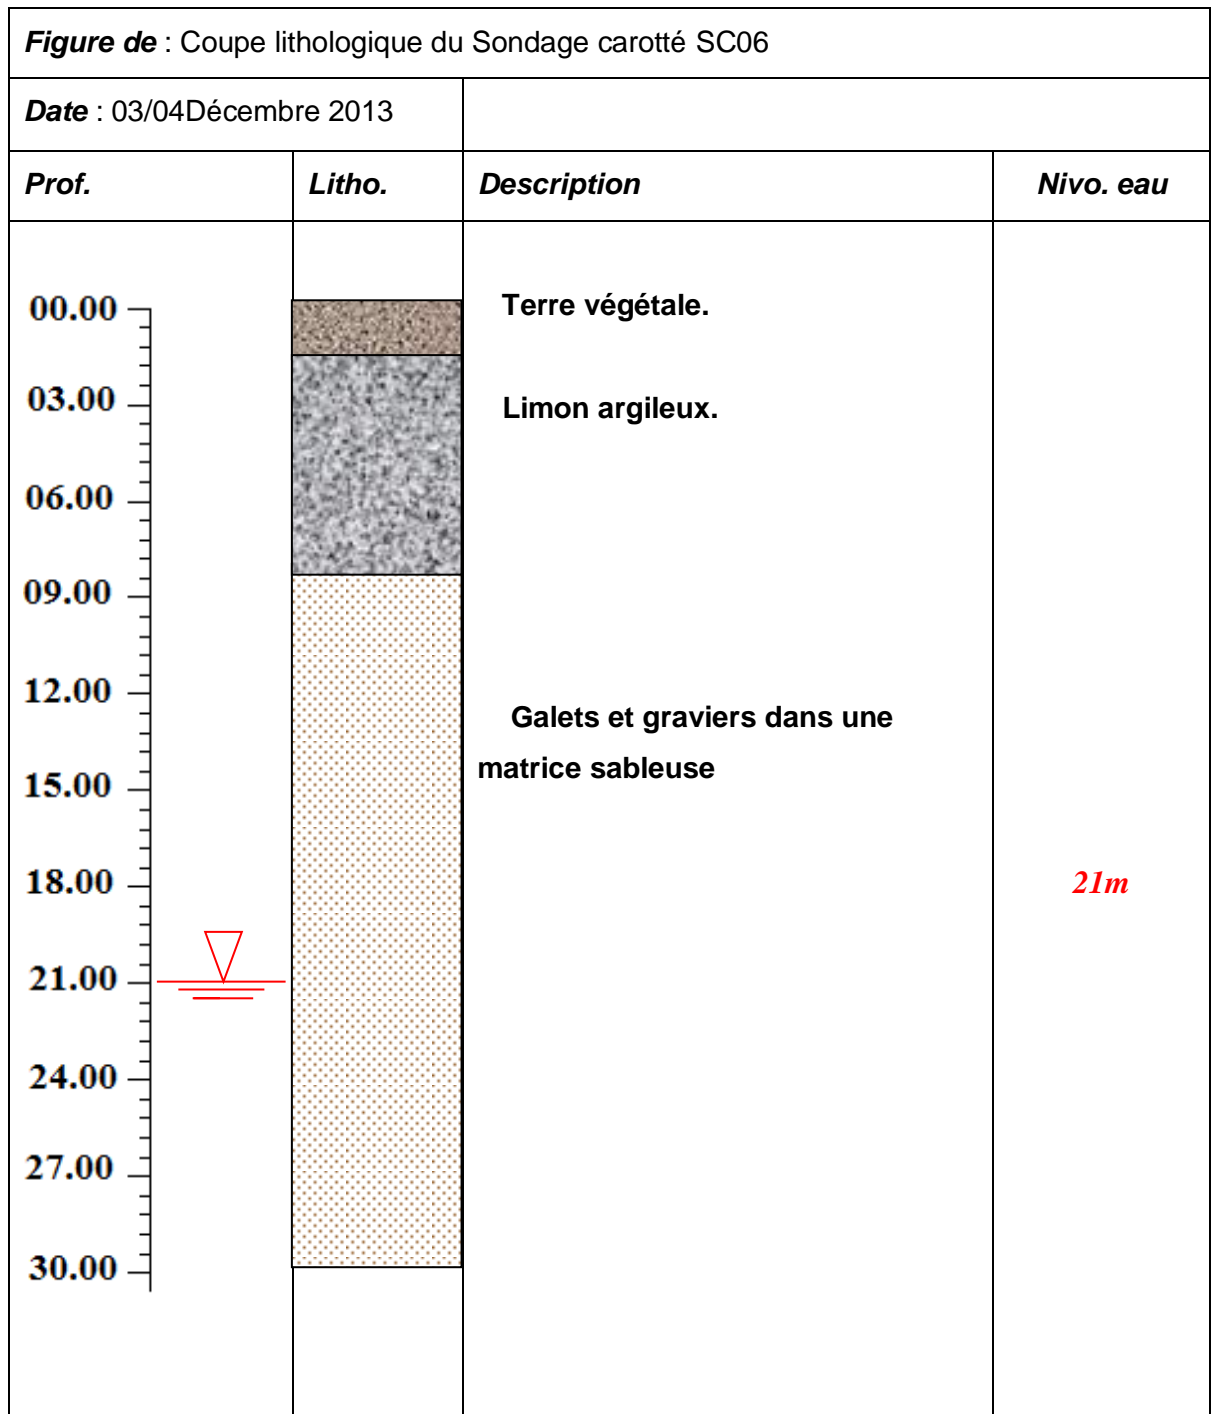 Figure de : Coupe lithologique du Sondage carotté SC06
Date : 03/04Décembre 2013
Prof. Litho. Description Nivo. eau
00.00 Terre végétale.
03.00 Limon argileux.
06.00
09.00
12.00 Galets et graviers dans une
matrice sableuse
15.00
18.00 21m
21.00
24.00
27.00
30.00